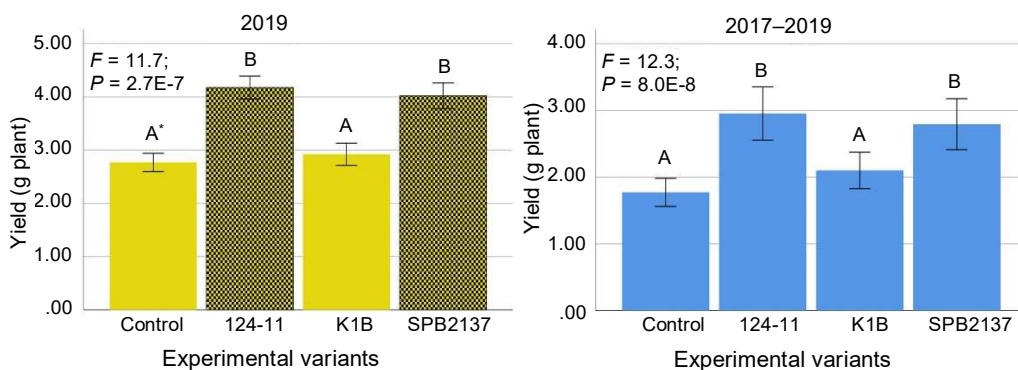 2019
5.00
4.00
3.00
2.00
1.00
.00
Yield (g plant)
F = 11.7;
P = 2.7E-7
A*
B
A
B
Control 124-11 K1B SPB2137
Experimental variants
2017–2019
4.00
3.00
2.00
1.00
.00
Yield (g plant)
F = 12.3;
P = 8.0E-8
A
B
A
B
Control 124-11 K1B SPB2137
Experimental variants